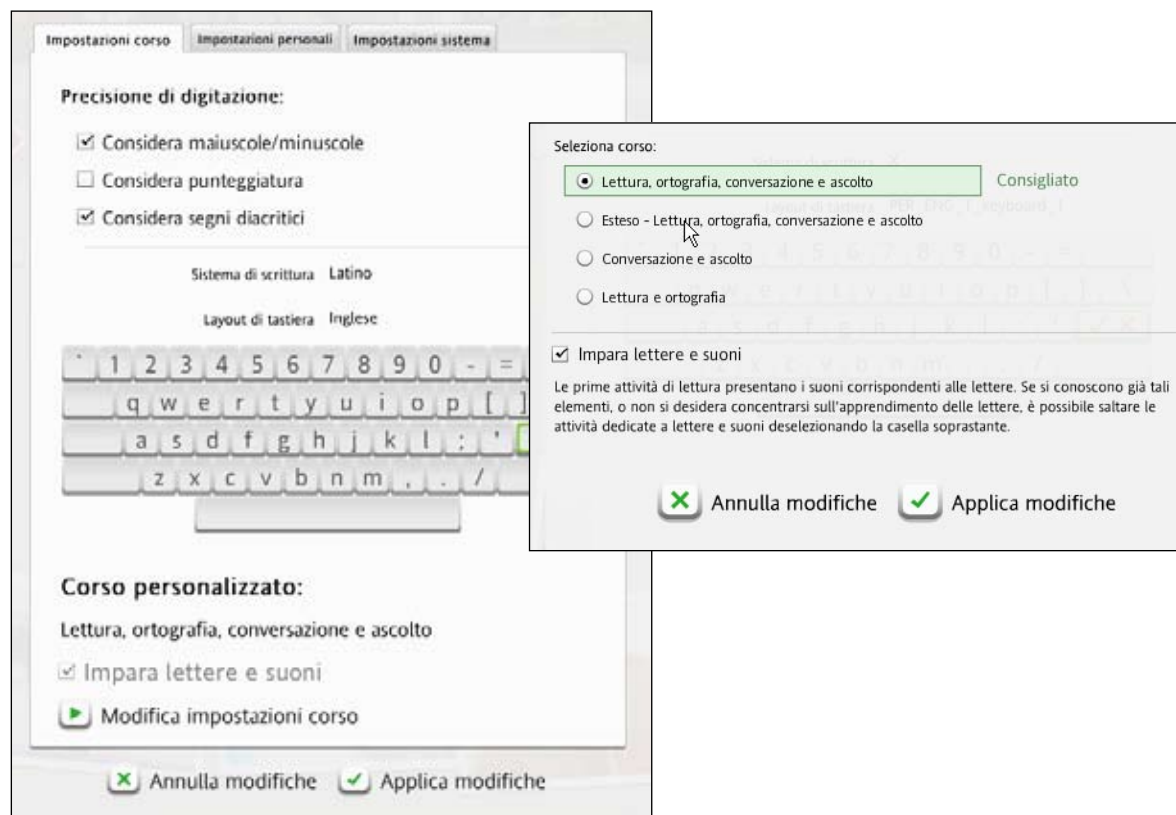 Impostazioni corso Impostazioni personali Impostazioni sistema
Precisione di digitazione:
Considera maiuscole/minuscole
Considera punteggiatura
Considera segni diacritici
Sistema di scrittura Latino
Layout di tastiera Inglese
` 1 2 3 4 5 6 7 8 9 0 - =
q w e r t y u i o p [ ]
a s d f g h j k l ; '
z x c v b n m , . /
Corso personalizzato:
Lettura, ortografia, conversazione e ascolto
Impara lettere e suoni
Modifica impostazioni corso
Annulla modifiche Applica modifiche
Seleziona corso:
Lettura, ortografia, conversazione e ascolto Consigliato
Esteso - Lettura, ortografia, conversazione e ascolto
Conversazione e ascolto
Lettura e ortografia
Impara lettere e suoni
Le prime attività di lettura presentano i suoni corrispondenti alle lettere. Se si conoscono già tali
elementi, o non si desidera concentrarsi sull'apprendimento delle lettere, è possibile saltare le
attività dedicate a lettere e suoni deselezionando la casella soprastante.
Annulla modifiche Applica modifiche